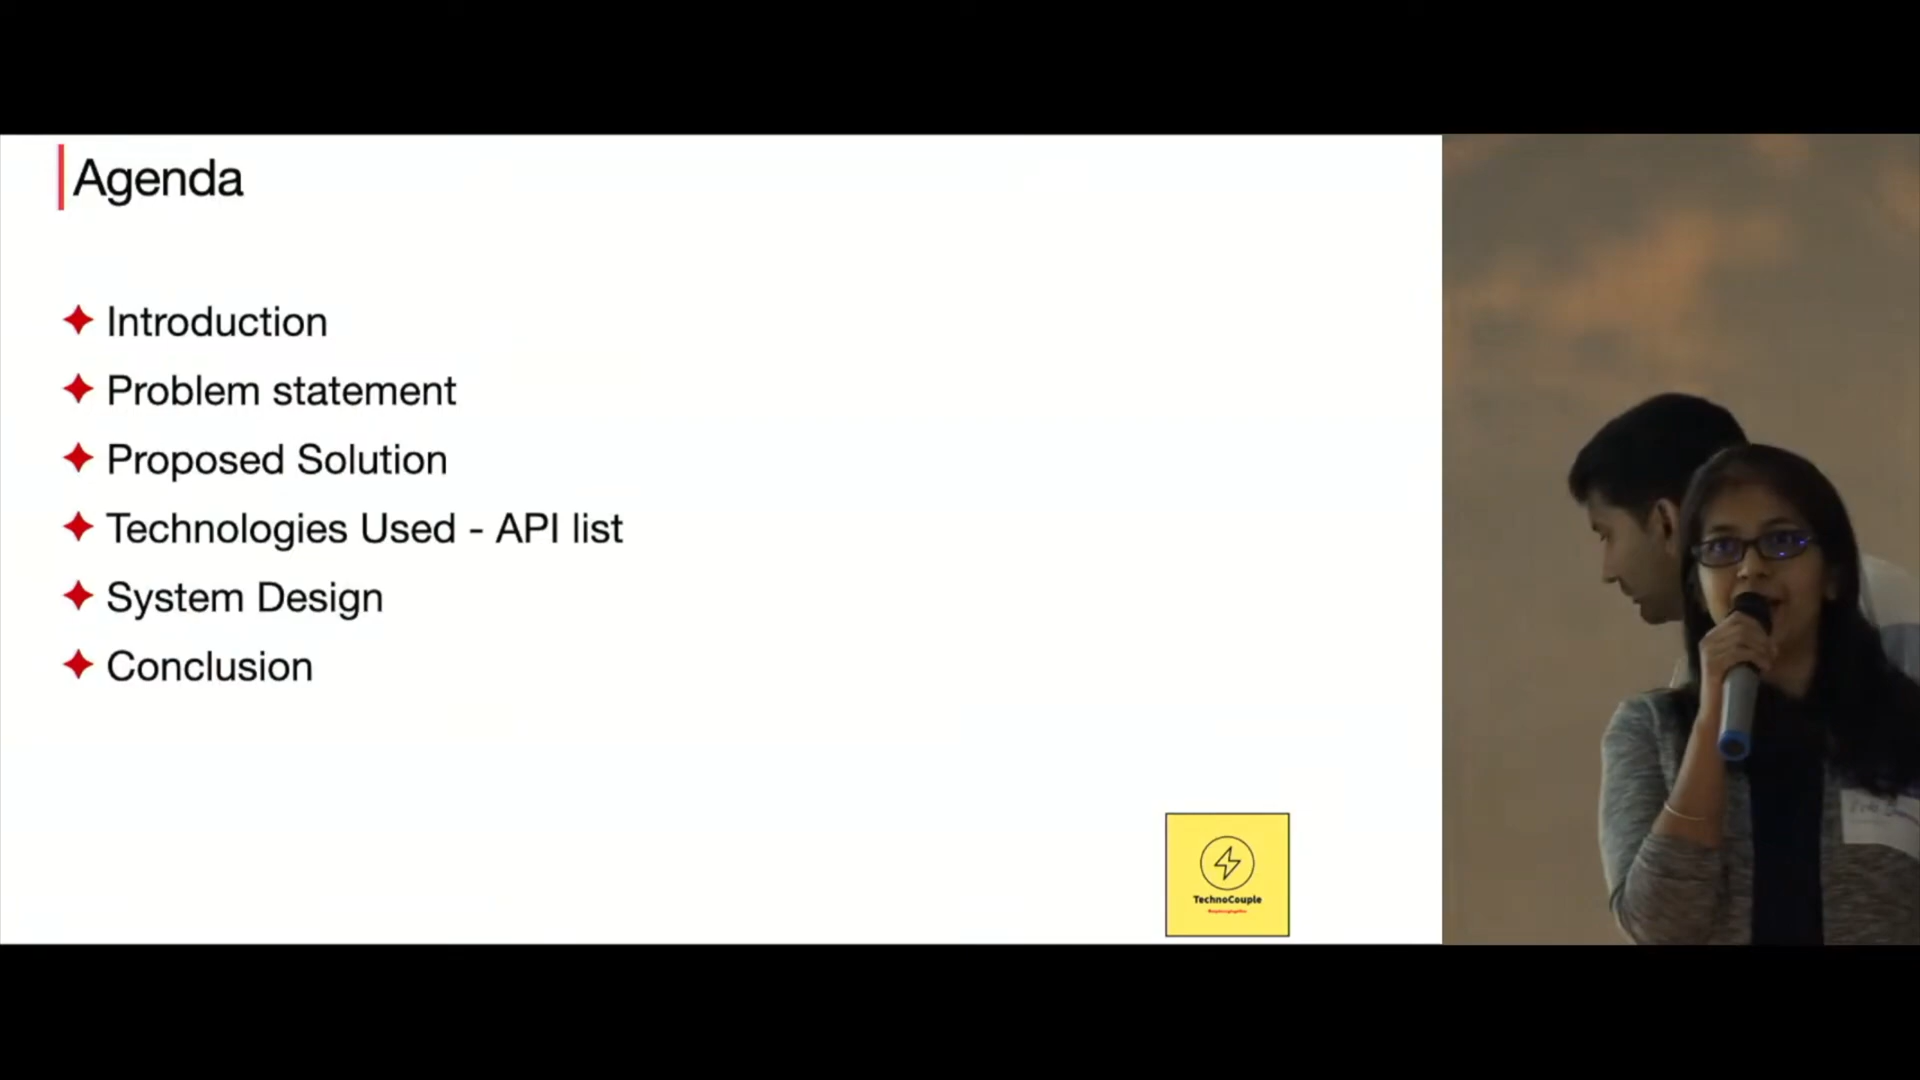 Agenda
Introduction
Problem statement
Proposed Solution
Technologies Used - API list
System Design
Conclusion
TechnoCouple